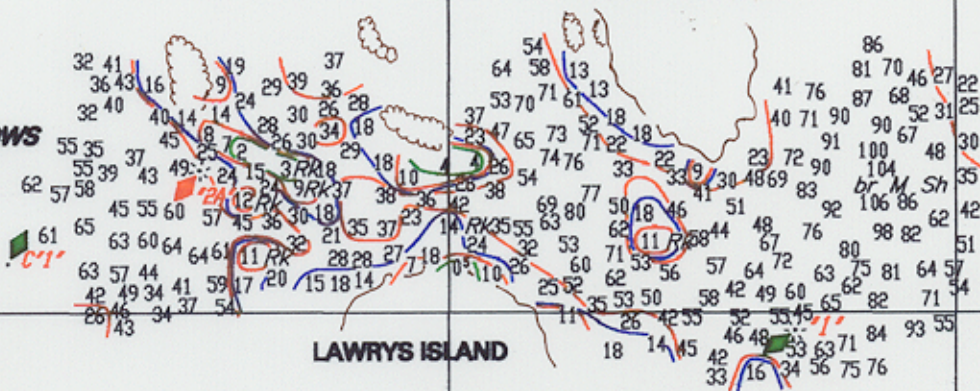 86
54 37
32 41 19 64 58 13 81 70 46 27
36 43 16 9 29 39 36 71 13 41 76 68 22
32 40 24 26 28 53 70 61 18 90 87 52 25
40 14 14 30 37 52 18 40 71 90 31
OWS 45 8 28 34 18 22 47 65 73 71 18 91 67
55 35 7 2 26 30 29 22 23 72 100 48 30
37 49 25 18 26 74 76 33 22 9 90 104
55 39 43 24 15 3 Rk 18 10 4 4 54 33 30 48 69 br M Sh 35
62 57 58 "2A" 24 9 Rk 37 38 26 38 77 41 83 106 86
45 55 60 12 Rk 18 36 42 69 50 18 46 51 92 62 42
65 57 45 36 30 23 14 Rk 35 55 63 80 62 48 76 98 82
61 63 60 64 61 32 21 35 37 24 32 53 11 Rk 58 44 67 80 51
C"1" 64 11 Rk 28 28 27 18 60 53 57 72 75
63 57 44 59 17 20 7 0 10 26 62 56 64 63 81 64 57
42 49 34 41 15 18 14 25 52 42 49 60 62 71 54
26 46 34 37 54 11 35 53 50 58 65 82
43 26 42 55 52 55 45 "1" 84 93 55
LAWRYS ISLAND 18 14 45 46 48 53 63 71
42 33 16 34 56 75 76